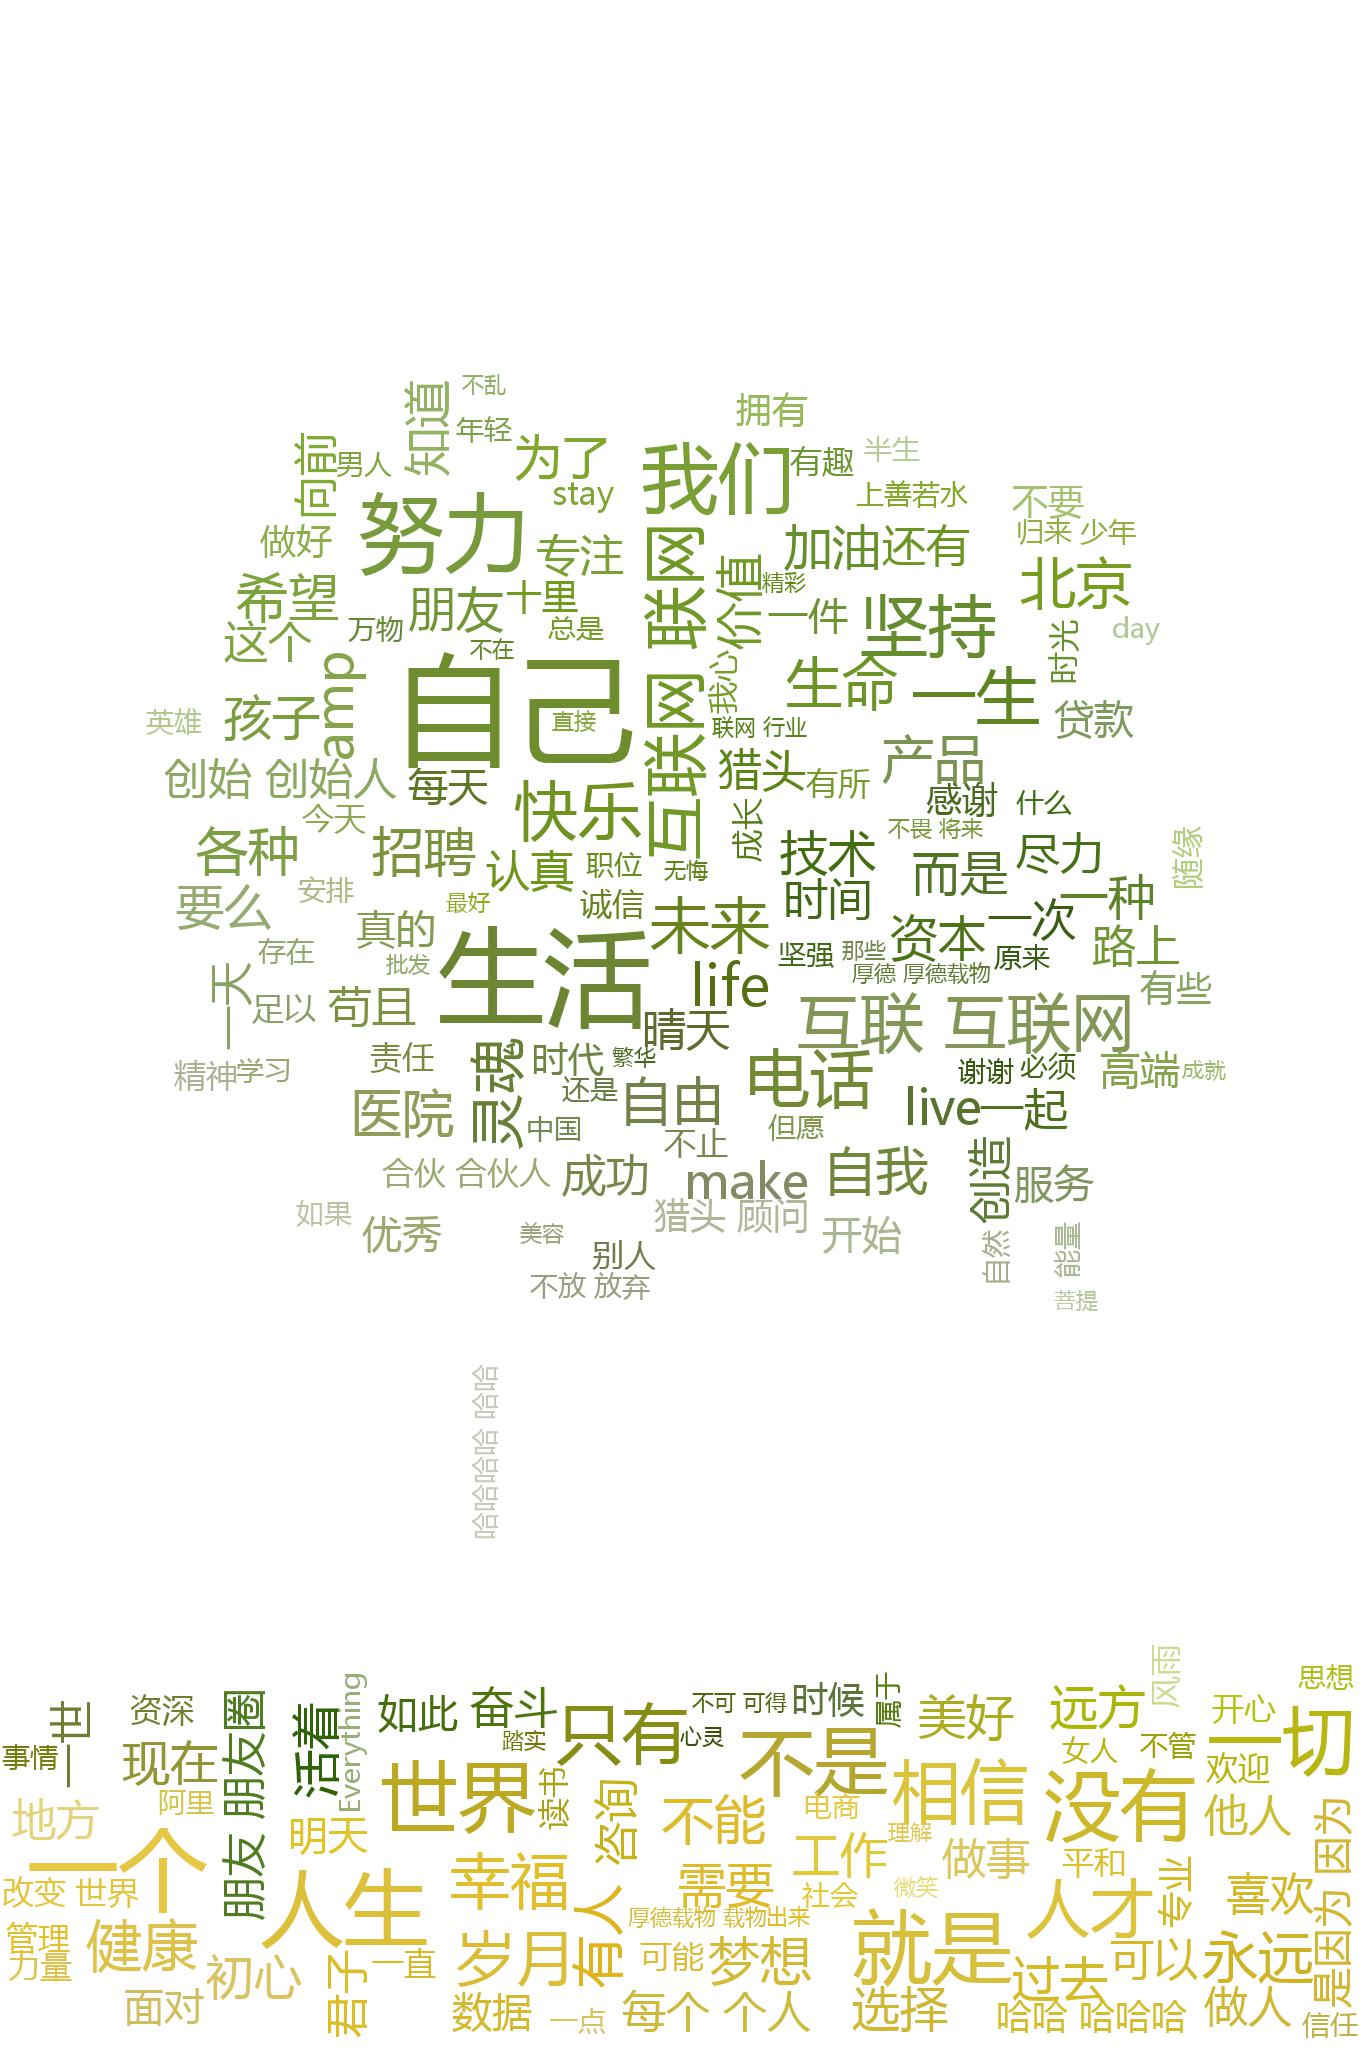 不乱
知道
拥有
年轻
向前
男人
为了
我们
有趣
半生
stay
上善若水
不要
努力
归来 少年
做好
专注
互联网 联网
价值
加油
还有
精彩
北京
希望
朋友
十里
一件
坚持
day
万物
总是
这个
不在
时光
amp
自己
我心
生命
一生
孩子
英雄
直接
联网 行业
贷款
产品
创始 创始人
每天
猎头
有所
快乐
感谢
什么
今天
成长
不畏 将来
各种
招聘
认真
职位
无悔
技术
而是
尽力
随缘
要么
安排
最好
诚信
时间
一种
真的
未来
资本
一次
存在
批发
坚强
那些
原来
路上
一天
生活
life
厚德 厚德载物
有些
足以
苟且
晴天
互联 互联网
精神
学习
责任
灵魂
时代
繁华
电话
谢谢
必须
高端
成就
还是
自由
live
一起
医院
中国
不止
但愿
合伙 合伙人
成功
make
自我
创造
服务
如果
优秀
美容
猎头 顾问
开始
别人
自然
能量
不放 放弃
菩提
哈哈哈哈 哈哈
风雨
思想
一世
资深
朋友 朋友圈
活着
Everything
如此
奋斗
只有
不可 可得
时候
属于
美好
远方
开心
一切
事情
现在
踏实
心灵
不是
女人
不管
欢迎
地方
阿里
世界
读书
咨询
相信
没有
明天
不能
电商
他人
是因为 因为
一个
工作
理解
做事
平和
改变 世界
人生
幸福
需要
社会
微笑
人才
专业
喜欢
管理
健康
有人
厚德载物 载物出来
就是
力量
初心
君子
一直
岁月
可能
梦想
过去
可以
永远
面对
数据
一点
每个 个人
选择
哈哈 哈哈哈
做人
信任